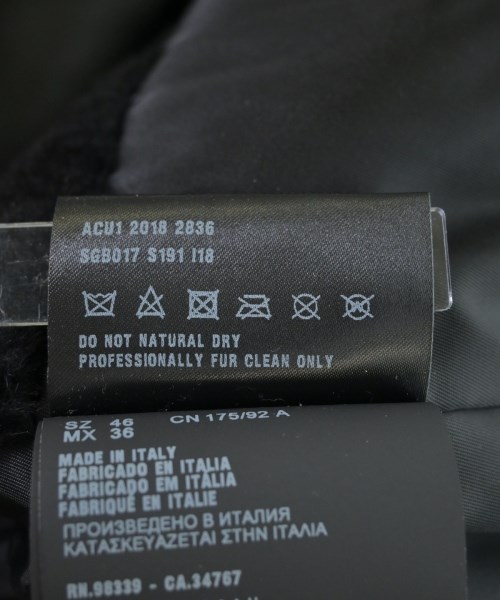 ACU1 2018 2836
SGB017 S191 I18
DO NOT NATURAL DRY
PROFESSIONALLY FUR CLEAN ONLY
SZ 46 CN 175/92 A
MX 36
MADE IN ITALY
FABRICADO EN ITALIA
FABRICADO EM ITÁLIA
FABRIQUÉ EN ITALIE
ПРОИЗВЕДЕНО В ИТАЛИЯ
ΚΑΤΑΣΚΕΥΑΖΕΤΑΙ ΣΤΗΝ ΙΤΑΛΙΑ
RN.98339 - CA.34767